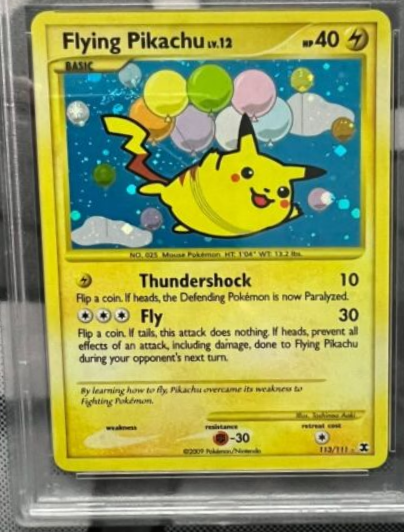 Flying Pikachu LV.12 HP 40
BASIC
NO. 025 Mouse Pokémon HT: 1'04" WT: 13.2 lbs.
Thundershock 10
Flip a coin. If heads, the Defending Pokémon is now Paralyzed.
Fly 30
Flip a coin. If tails, this attack does nothing. If heads, prevent all
effects of an attack, including damage, done to Flying Pikachu
during your opponent's next turn.
By learning how to fly, Pikachu overcame its weakness to
Fighting Pokémon.
Illus. Toshinao Aoki
weakness resistance retreat cost
-30
©2009 Pokémon/Nintendo 113/111